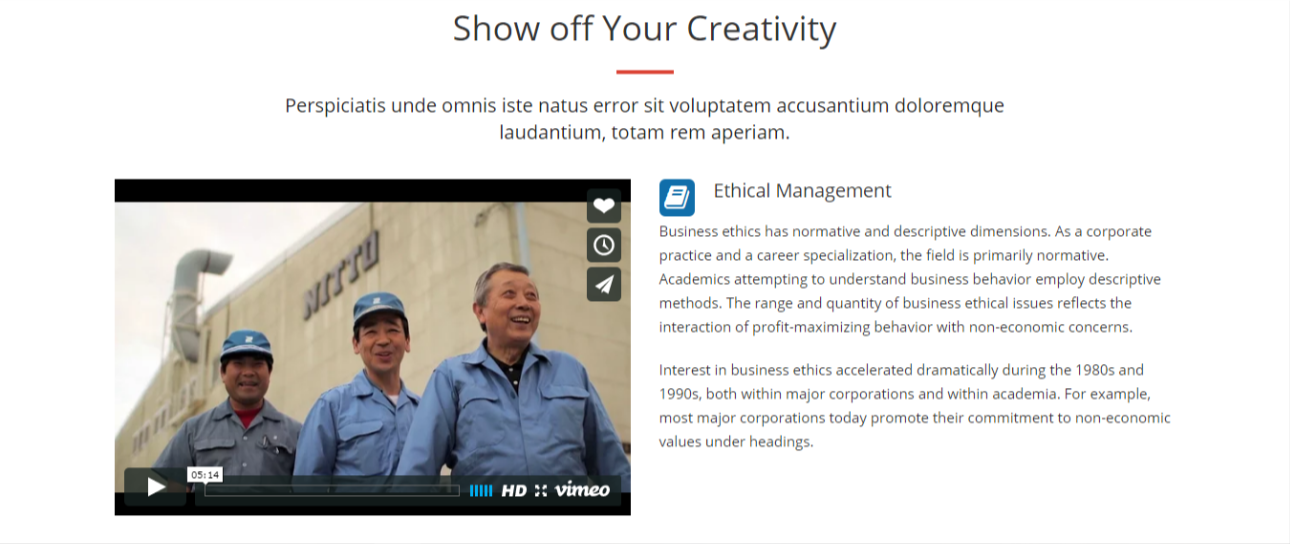 Show off Your Creativity
Perspiciatis unde omnis iste natus error sit voluptatem accusantium doloremque
laudantium, totam rem aperiam.
NITTO
05:14
HD vimeo
Ethical Management
Business ethics has normative and descriptive dimensions. As a corporate
practice and a career specialization, the field is primarily normative.
Academics attempting to understand business behavior employ descriptive
methods. The range and quantity of business ethical issues reflects the
interaction of profit-maximizing behavior with non-economic concerns.
Interest in business ethics accelerated dramatically during the 1980s and
1990s, both within major corporations and within academia. For example,
most major corporations today promote their commitment to non-economic
values under headings.